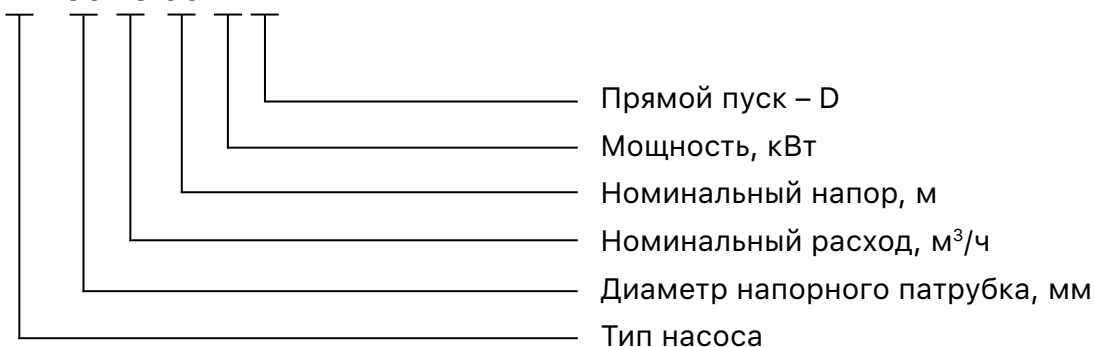 Прямой пуск – D
Мощность, кВт
Номинальный напор, м
Номинальный расход, м³/ч
Диаметр напорного патрубка, мм
Тип насоса